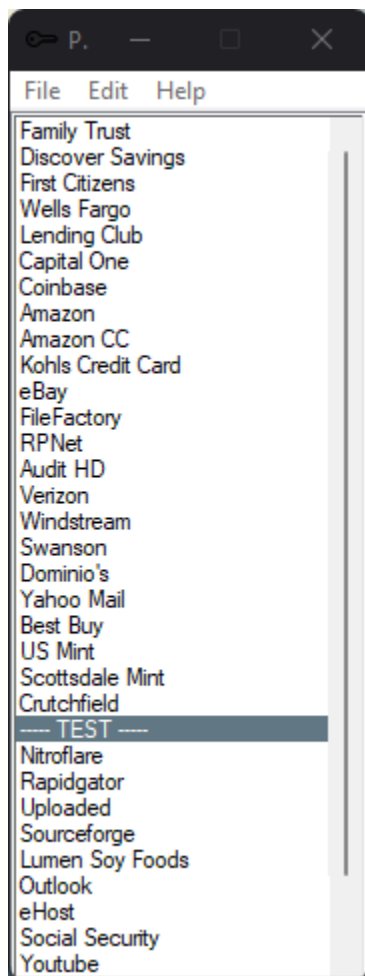 P.
File Edit Help
Family Trust
Discover Savings
First Citizens
Wells Fargo
Lending Club
Capital One
Coinbase
Amazon
Amazon CC
Kohls Credit Card
eBay
FileFactory
RPNet
Audit HD
Verizon
Windstream
Swanson
Dominio's
Yahoo Mail
Best Buy
US Mint
Scottsdale Mint
Crutchfield
----- TEST -----
Nitroflare
Rapidgator
Uploaded
Sourceforge
Lumen Soy Foods
Outlook
eHost
Social Security
Youtube